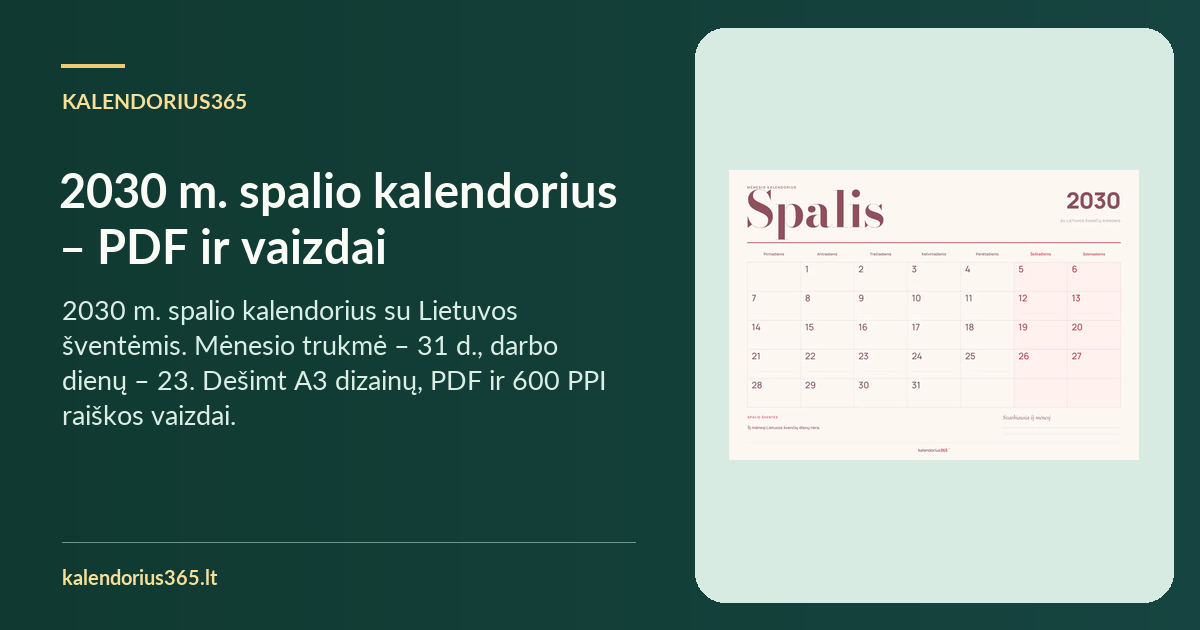 KALENDORIUS365
2030 m. spalio kalendorius
– PDF ir vaizdai
2030 m. spalio kalendorius su Lietuvos
šventėmis. Mėnesio trukmė – 31 d., darbo
dienų – 23. Dešimt A3 dizainų, PDF ir 600 PPI
raiškos vaizdai.
kalendorius365.lt
MĖNESIO KALENDORIUS
Spalis
2030
SU LIETUVOS ŠVENČIŲ DIENOMIS
Pirmadienis Antradienis Trečiadienis Ketvirtadienis Penktadienis Šeštadienis Sekmadienis
1 2 3 4 5 6
7 8 9 10 11 12 13
14 15 16 17 18 19 20
21 22 23 24 25 26 27
28 29 30 31
SPALIO ŠVENTĖS
Šį mėnesį Lietuvos švenčių dienų nėra.
Svarbiausia šį mėnesį
kalendorius365